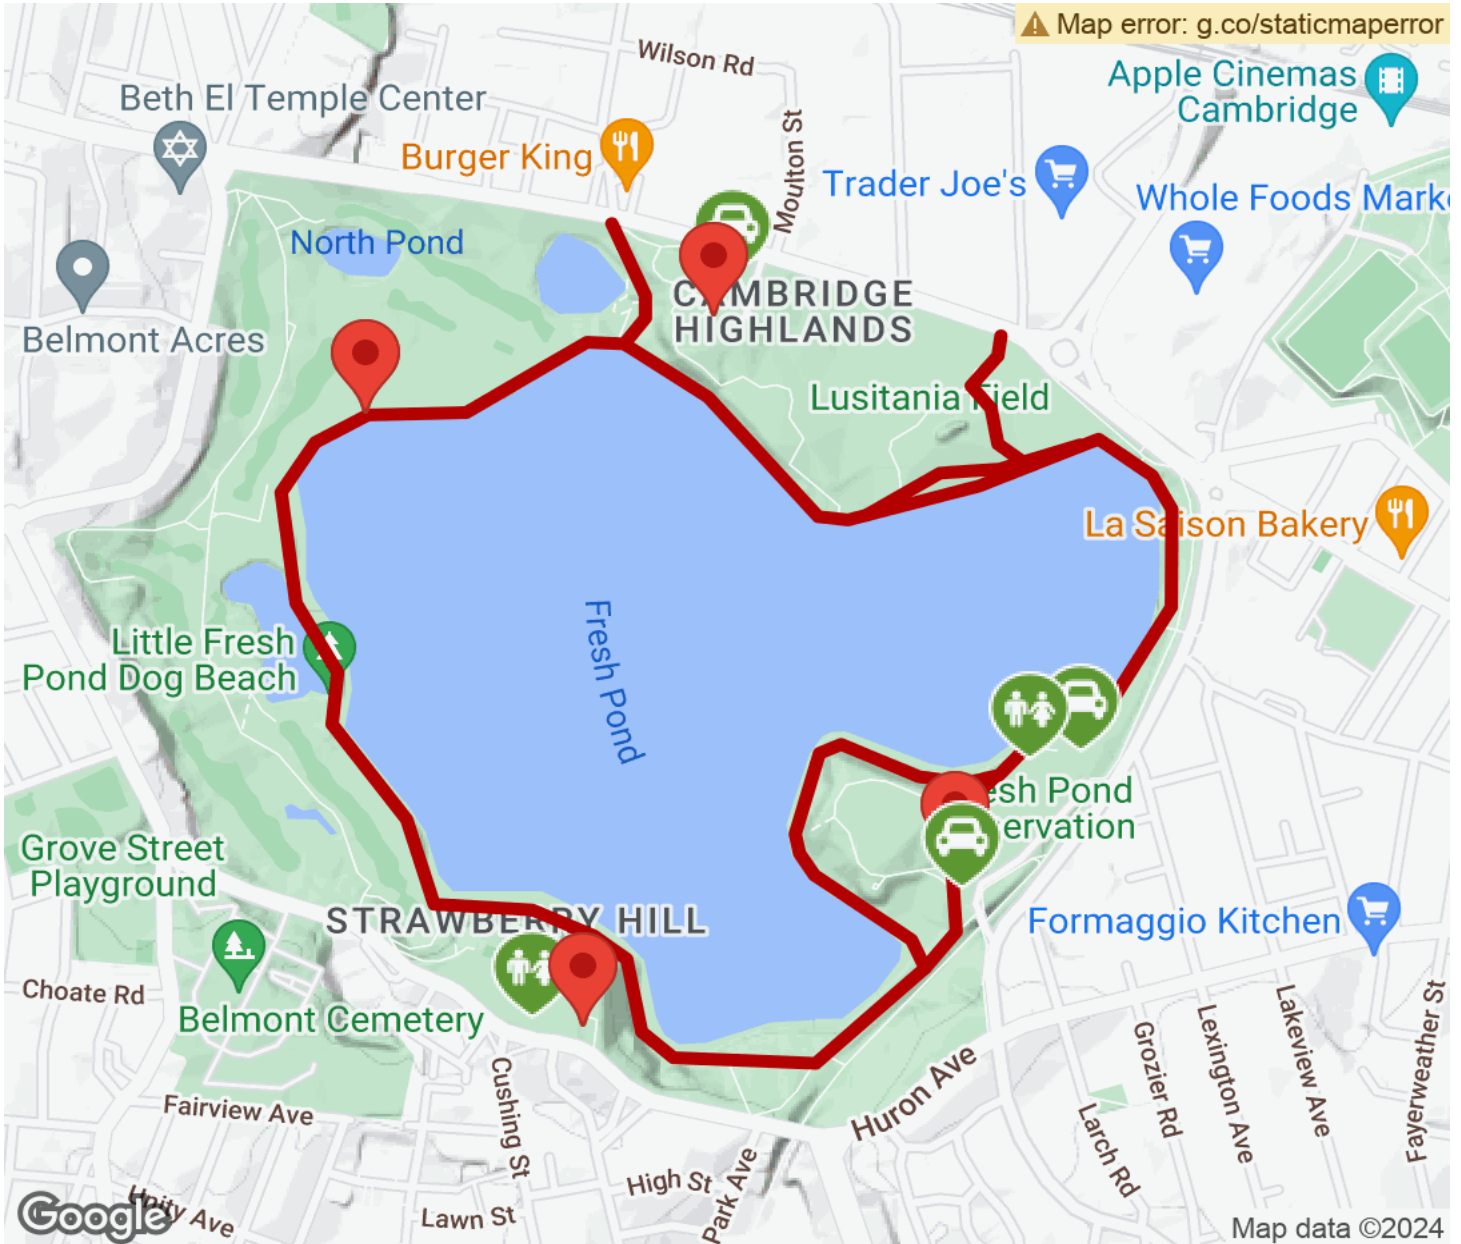 Map error: g.co/staticmaperror
Wilson Rd
Apple Cinemas
Cambridge
Beth El Temple Center
Moulton St
Burger King
Trader Joe's
Whole Foods Marke
North Pond
CAMBRIDGE
HIGHLANDS
Belmont Acres
Lusitania Field
La Saison Bakery
Fresh Pond
Little Fresh
Pond Dog Beach
esh Pond
ervation
Grove Street
Playground
STRAWBERRY HILL
Formaggio Kitchen
Choate Rd
Belmont Cemetery
Huron Ave
Grozier Rd
Lexington Ave
Lakeview Ave
Fayerweather St
Fairview Ave
Cushing St
Larch Rd
High St
Park Ave
Unity Ave
Lawn St
Google
Map data ©2024